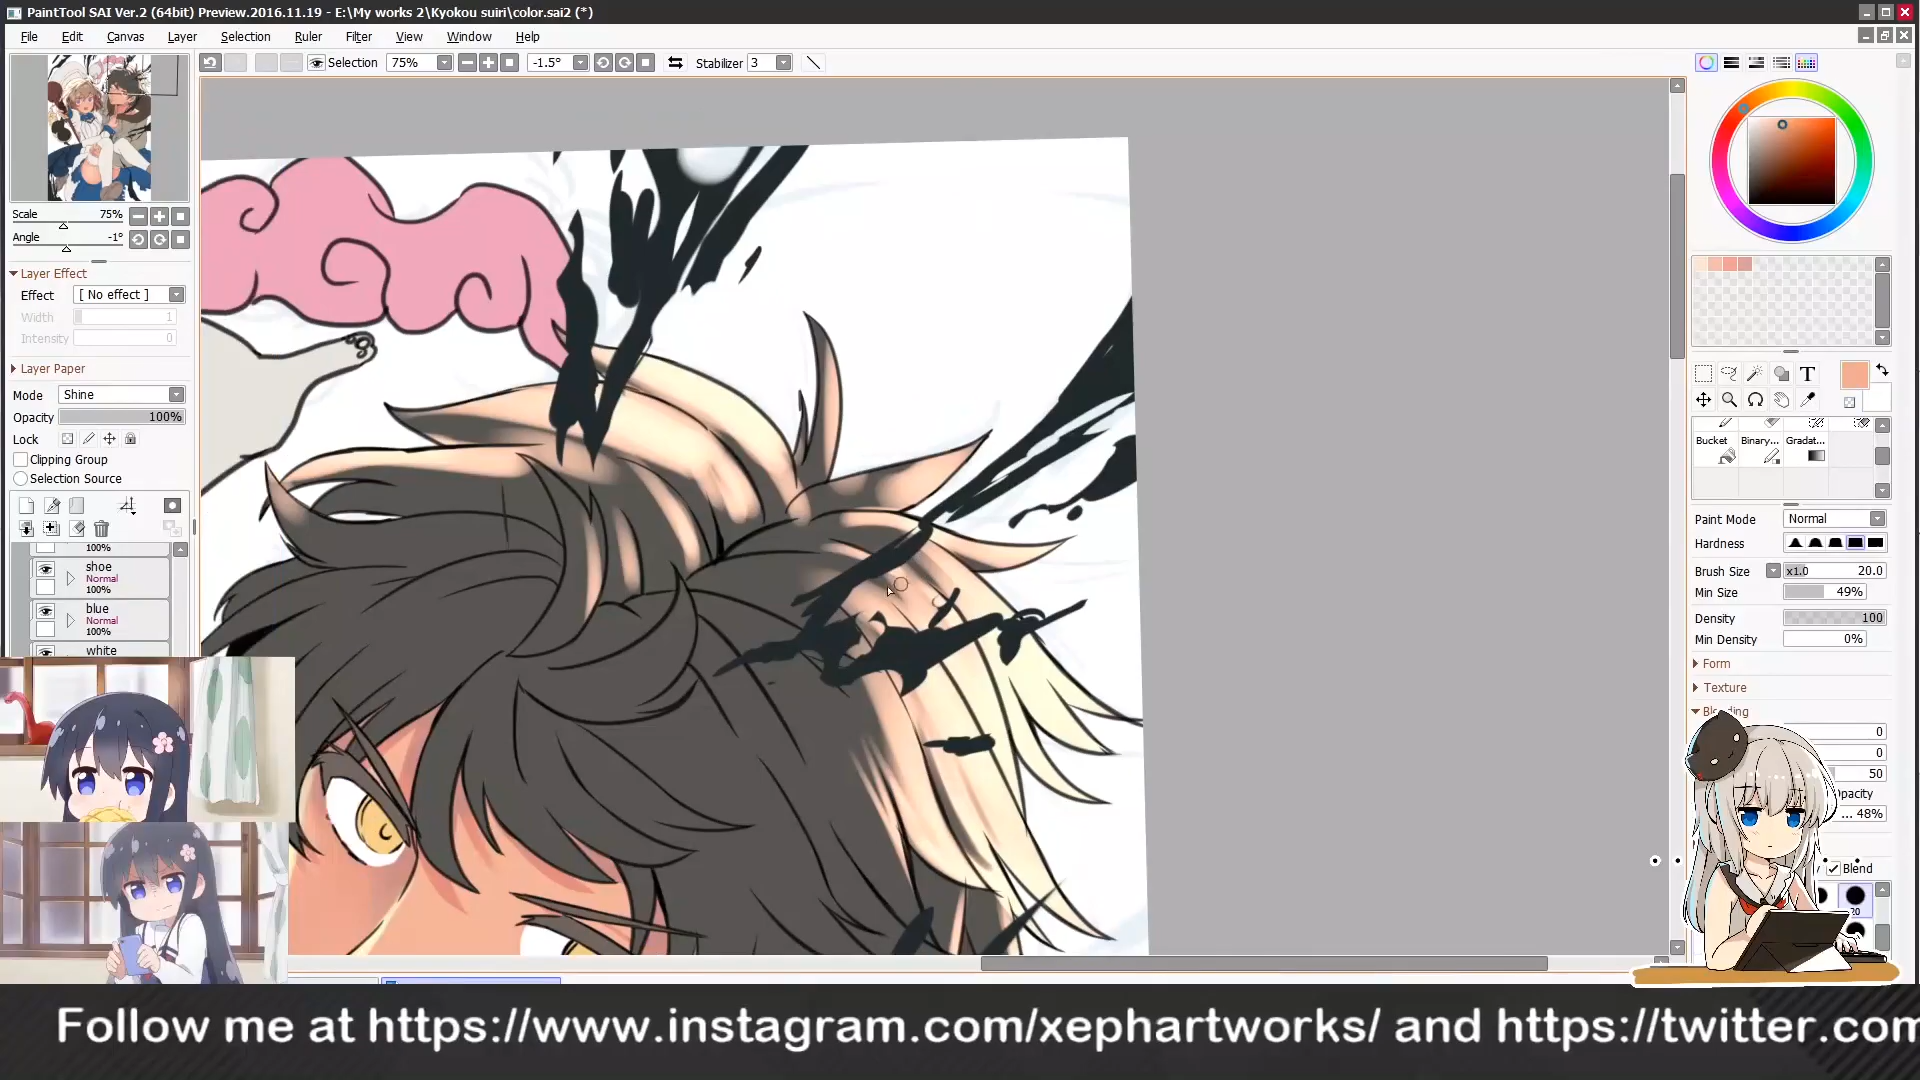 PaintTool SAI Ver.2 (64bit) Preview.2016.11.19 - E:\My works 2\Kyokou suiri\color.sai2 (*)
File Edit Canvas Layer Selection Ruler Filter View Window Help
Selection 75% -1.5° Stabilizer 3
Scale 75%
Angle -1°
Layer Effect
Effect [ No effect ]
Width 1
Intensity 0
Layer Paper
Mode Shine
Opacity 100%
Lock
Clipping Group
Selection Source
100%
shoe
Normal
100%
blue
Normal
100%
white
T
Bucket Binary... Gradat...
Paint Mode Normal
Hardness
Brush Size x1.0 20.0
Min Size 49%
Density 100
Min Density 0%
Form
Texture
0
0
50
... 48%
Blend
20
Follow me at https://www.instagram.com/xephartworks/ and https://twitter.com